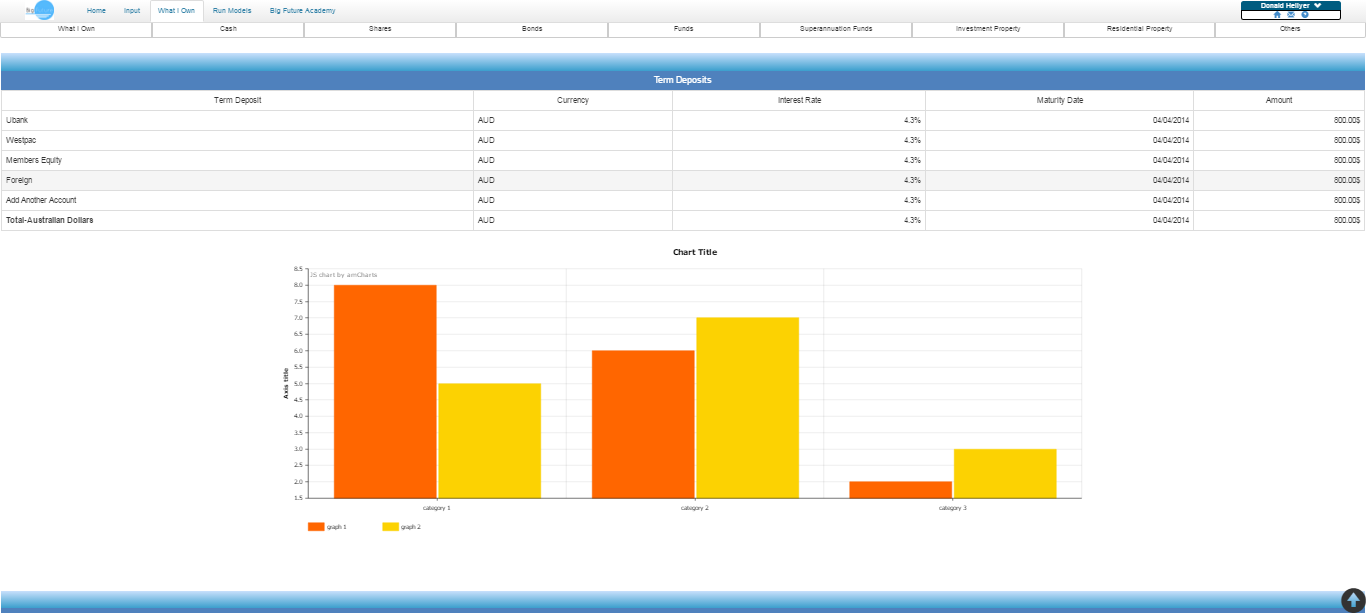 Big
Home Input What I Own Run Models Big Future Academy
Donald Hellyer
What I Own Cash Shares Bonds Funds Superannuation Funds Investment Property Residential Property Others
Term Deposits
Term Deposit Currency Interest Rate Maturity Date Amount
Ubank AUD 4.3% 04/04/2014 800.00$
Westpac AUD 4.3% 04/04/2014 800.00$
Members Equity AUD 4.3% 04/04/2014 800.00$
Foreign AUD 4.3% 04/04/2014 800.00$
Add Another Account AUD 4.3% 04/04/2014 800.00$
Total-Australian Dollars AUD 4.3% 04/04/2014 800.00$
Chart Title
JS chart by amCharts
8.5
8.0
7.5
7.0
6.5
6.0
5.5
5.0
4.5
4.0
3.5
3.0
2.5
2.0
1.5
Axis title
category 1 category 2 category 3
graph 1 graph 2